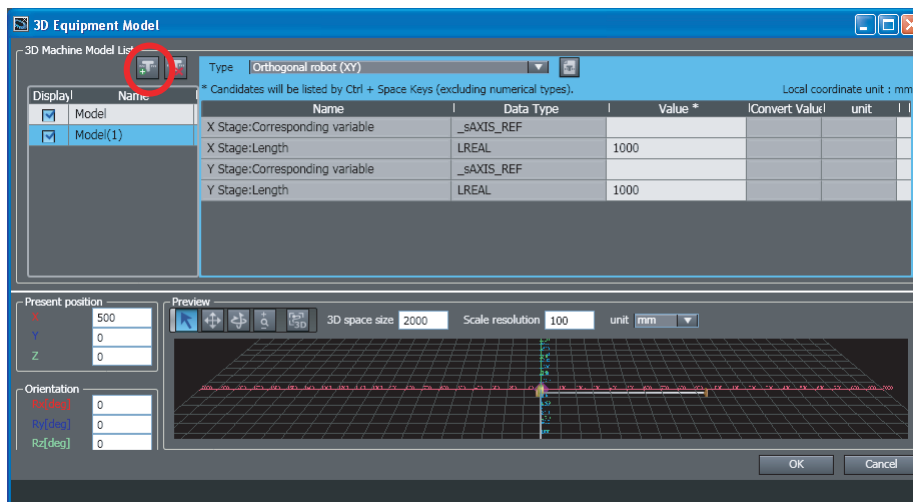 3D Equipment Model
3D Machine Model List
Type Orthogonal robot (XY)
* Candidates will be listed by Ctrl + Space Keys (excluding numerical types). Local coordinate unit : mm
Display Name
Name Data Type Value * Convert Value unit
Model
Model(1)
X Stage:Corresponding variable _sAXIS_REF
X Stage:Length LREAL 1000
Y Stage:Corresponding variable _sAXIS_REF
Y Stage:Length LREAL 1000
Present position
X 500
Y 0
Z 0
Orientation
Rx[deg] 0
Ry[deg] 0
Rz[deg] 0
Preview
3D
3D space size 2000 Scale resolution 100 unit mm
OK Cancel